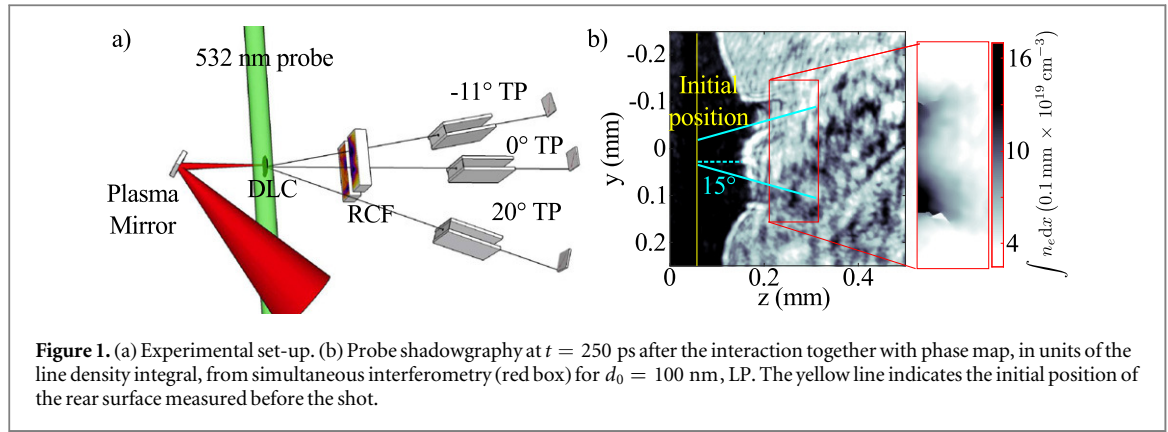 a)
532 nm probe
-11° TP
0° TP
20° TP
Plasma
Mirror
DLC
RCF
b)
-0.2
-0.1
0
0.1
0.2
y (mm)
Initial
position
15°
0
0.2
0.4
z (mm)
16
10
4
∫ nₑdx (0.1 mm × 10¹⁹ cm⁻³)
Figure 1. (a) Experimental set-up. (b) Probe shadowgraphy at t = 250 ps after the interaction together with phase map, in units of the
line density integral, from simultaneous interferometry (red box) for d₀ = 100 nm, LP. The yellow line indicates the initial position of
the rear surface measured before the shot.